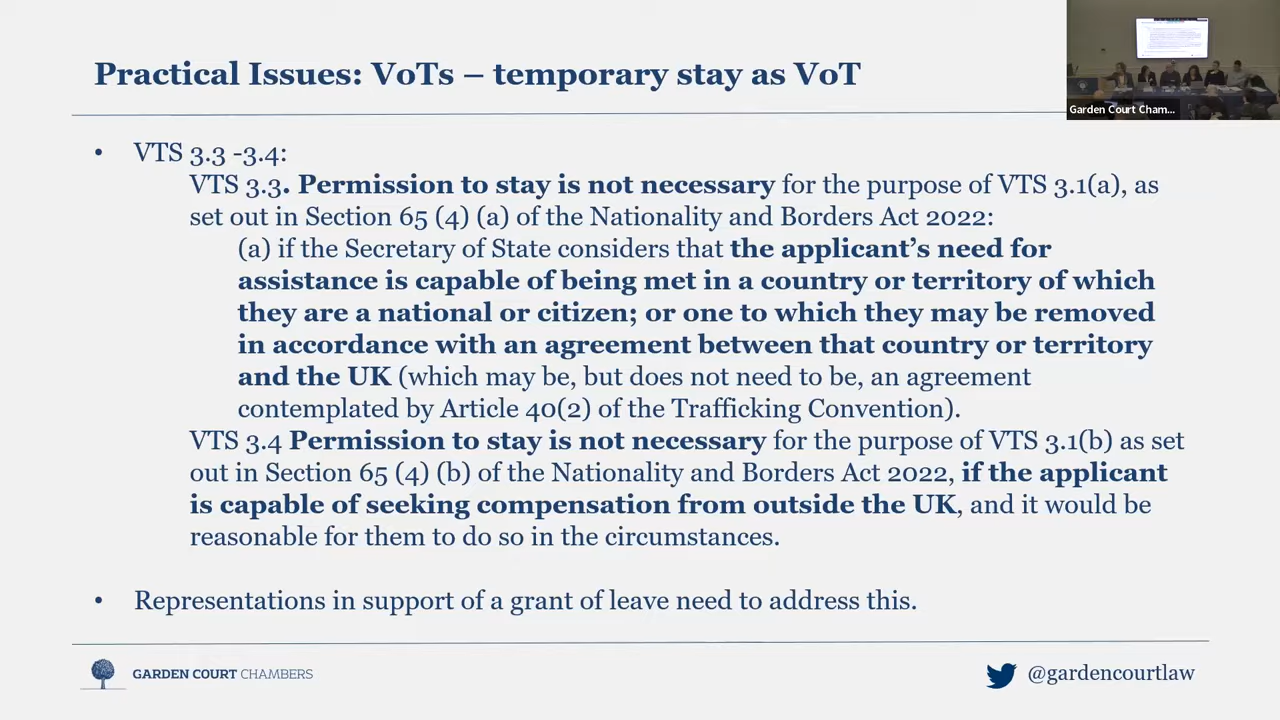 Practical Issues: VoTs – temporary stay as VoT
Garden Court Cham...
• VTS 3.3 -3.4:
VTS 3.3. Permission to stay is not necessary for the purpose of VTS 3.1(a), as
set out in Section 65 (4) (a) of the Nationality and Borders Act 2022:
(a) if the Secretary of State considers that the applicant’s need for
assistance is capable of being met in a country or territory of which
they are a national or citizen; or one to which they may be removed
in accordance with an agreement between that country or territory
and the UK (which may be, but does not need to be, an agreement
contemplated by Article 40(2) of the Trafficking Convention).
VTS 3.4 Permission to stay is not necessary for the purpose of VTS 3.1(b) as set
out in Section 65 (4) (b) of the Nationality and Borders Act 2022, if the applicant
is capable of seeking compensation from outside the UK, and it would be
reasonable for them to do so in the circumstances.
• Representations in support of a grant of leave need to address this.
GARDEN COURT CHAMBERS
@gardencourtlaw